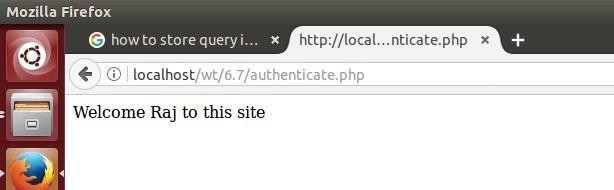 Mozilla Firefox
how to store query i...
http://local...nticate.php
localhost/wt/6.7/authenticate.php
Welcome Raj to this site